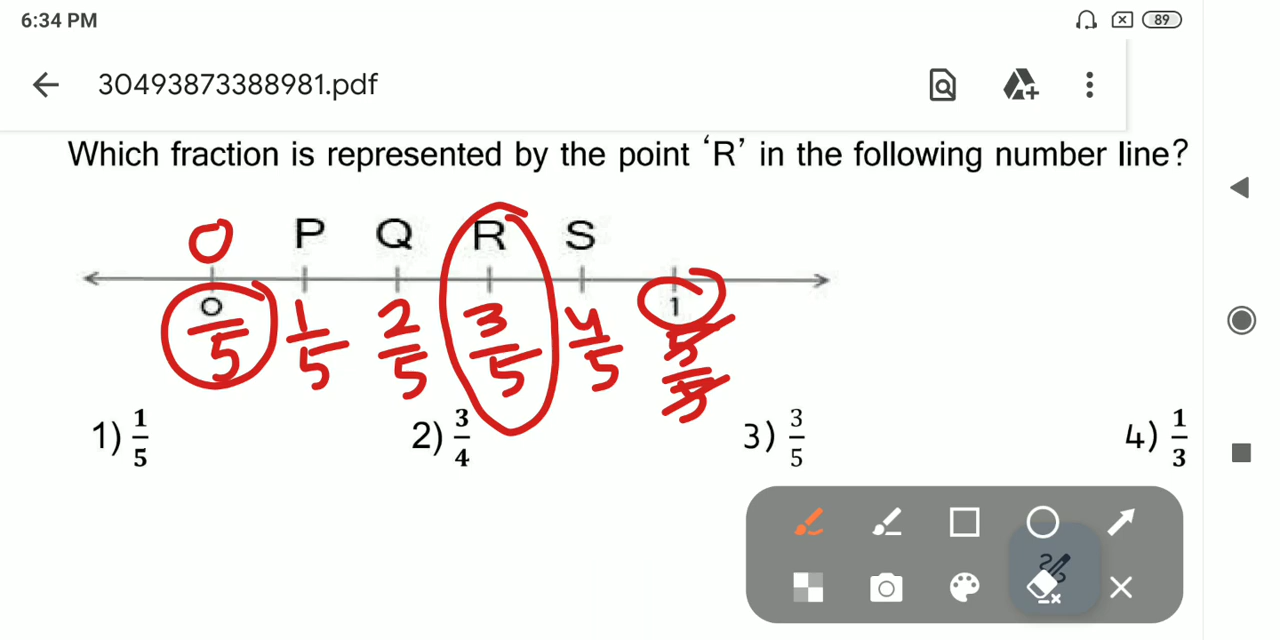 6:34 PM
89
30493873388981.pdf
Which fraction is represented by the point ‘R’ in the following number line?
0 P Q R S
0/5 1/5 2/5 3/5 4/5 1
5/5
1) 1/5 2) 3/4 3) 3/5 4) 1/3